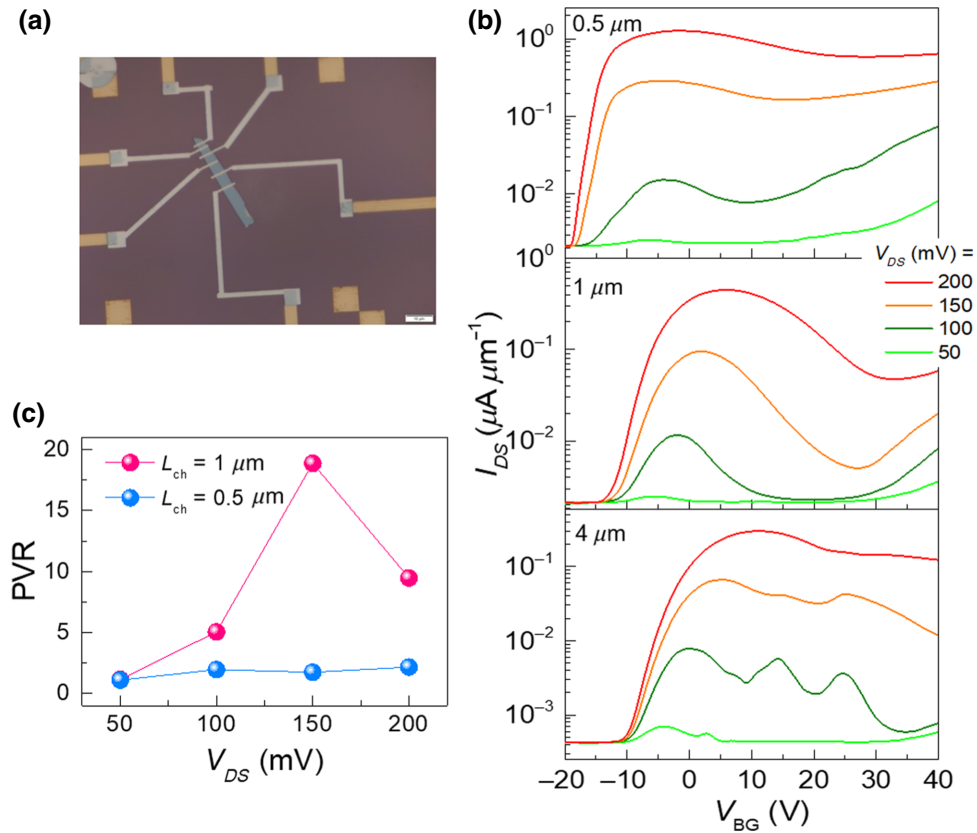 (a)
(b)
0.5 μm
10⁰
10⁻¹
10⁻²
10⁰
V_DS (mV) =
200
150
100
50
1 μm
10⁻¹
10⁻²
I_DS (μA μm⁻¹)
4 μm
10⁻¹
10⁻²
10⁻³
–20
–10
0
10
20
30
40
V_BG (V)
(c)
20
15
10
5
0
PVR
L_ch = 1 μm
L_ch = 0.5 μm
50
100
150
200
V_DS (mV)